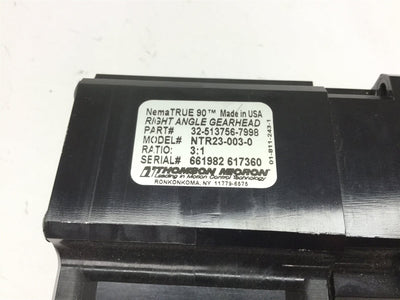 NemaTRUE 90™ Made in USA
RIGHT ANGLE GEARHEAD
PART# 32-513756-7998
MODEL# NTR23-003-0
RATIO: 3:1
SERIAL# 661982 617360
THOMSON MICRON
Leading in Motion Control Technology
RONKONKOMA, NY 11779-6575
01-811-243-1